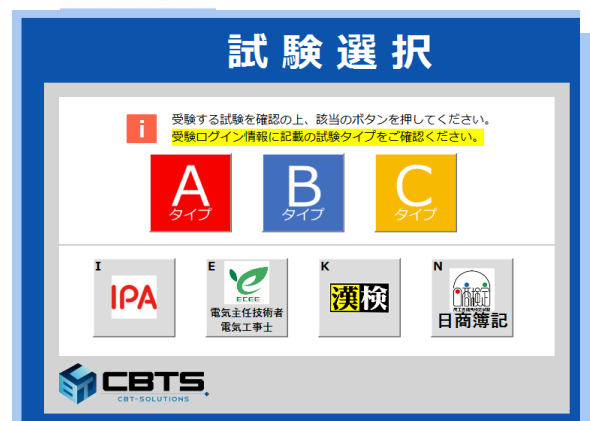 試験選択
i
受験する試験を確認の上、該当のボタンを押してください。
受験ログイン情報に記載の試験タイプをご確認ください。
A
タイプ
B
タイプ
C
タイプ
I
IPA
E
ECEE
電気主任技術者
電気工事士
K
漢検
N
日商簿記
CBTS
CBT-SOLUTIONS